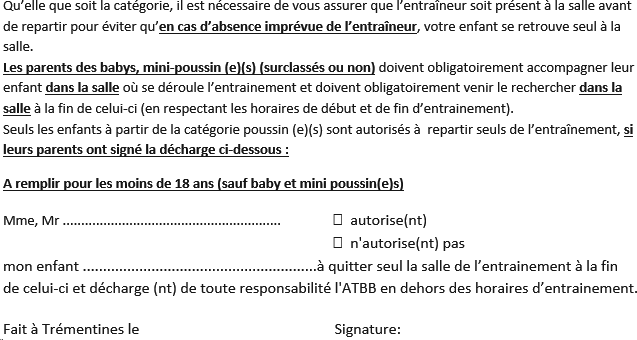 Qu'elle que soit la catégorie, il est nécessaire de vous assurer que l'entraîneur soit présent à la salle avant
de repartir pour éviter qu'en cas d'absence imprévue de l'entraîneur, votre enfant se retrouve seul à la
salle.
Les parents des babys, mini-poussin (e)(s) (surclassés ou non) doivent obligatoirement accompagner leur
enfant dans la salle où se déroule l'entrainement et doivent obligatoirement venir le rechercher dans la
salle à la fin de celui-ci (en respectant les horaires de début et de fin d'entrainement).
Seuls les enfants à partir de la catégorie poussin (e)(s) sont autorisés à repartir seuls de l'entraînement, si
leurs parents ont signé la décharge ci-dessous :
A remplir pour les moins de 18 ans (sauf baby et mini poussin(e)s)
Mme, Mr ........................................................... ☐ autorise(nt)
☐ n'autorise(nt) pas
mon enfant .........................................................à quitter seul la salle de l'entrainement à la fin
de celui-ci et décharge (nt) de toute responsabilité l'ATBB en dehors des horaires d'entrainement.
Fait à Trémentines le Signature: